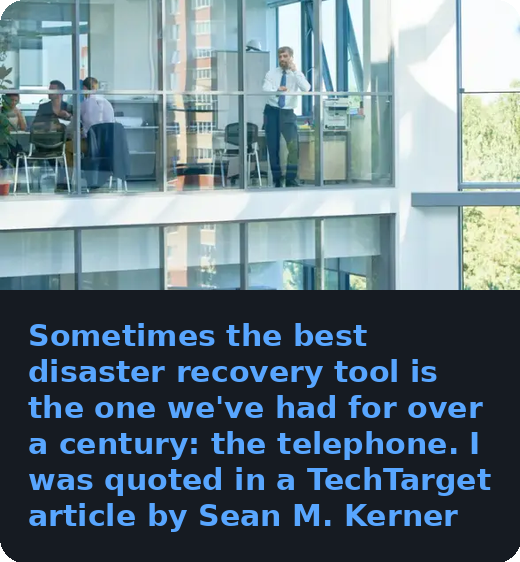 Sometimes the best
disaster recovery tool is
the one we've had for over
a century: the telephone. I
was quoted in a TechTarget
article by Sean M. Kerner